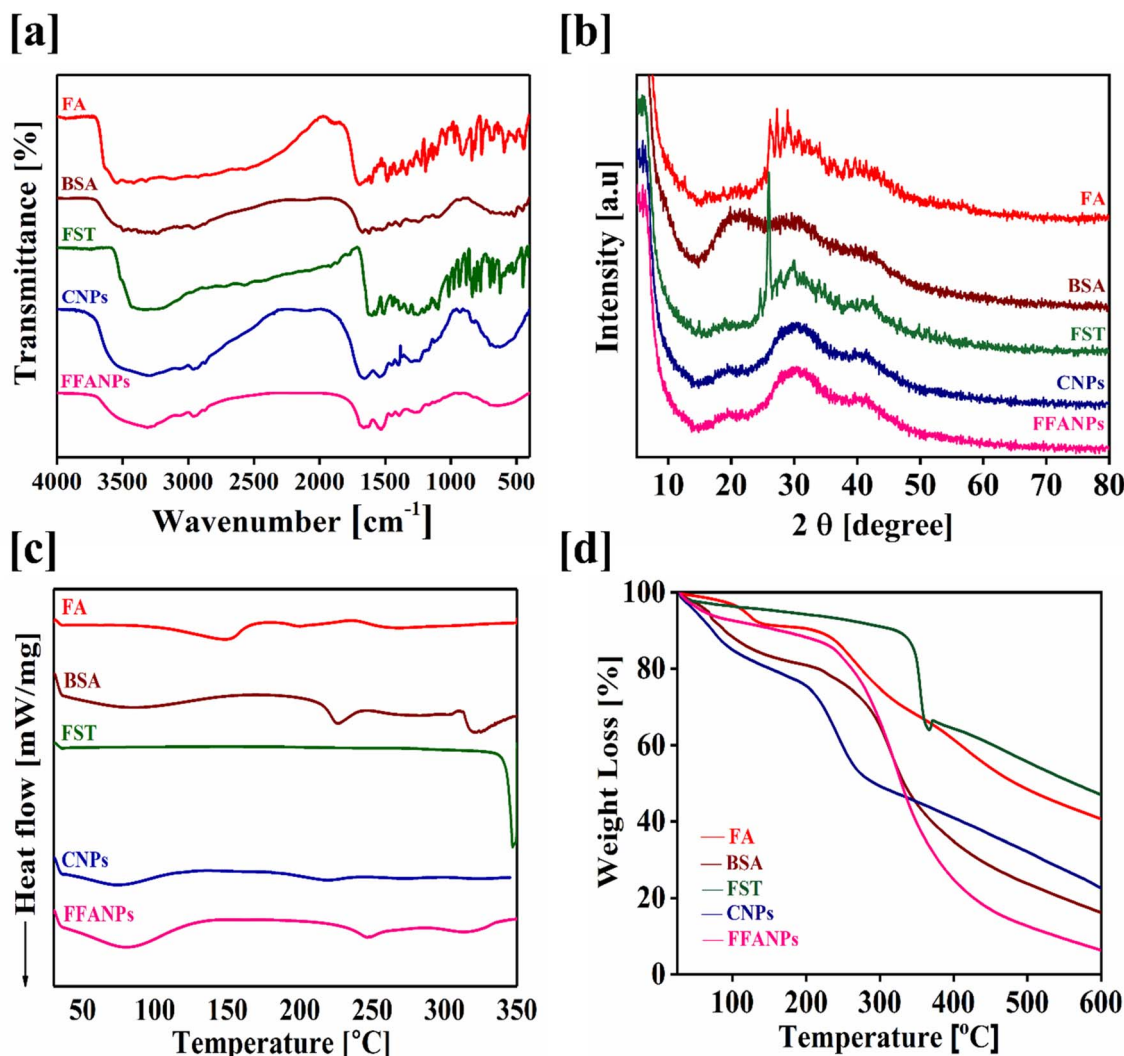 [a]
Transmittance [%]
FA
BSA
FST
CNPs
FFANPs
4000 3500 3000 2500 2000 1500 1000 500
Wavenumber [cm-1]
[b]
Intensity [a.u]
FA
BSA
FST
CNPs
FFANPs
10 20 30 40 50 60 70 80
2 θ [degree]
[c]
Heat flow [mW/mg]
FA
BSA
FST
CNPs
FFANPs
50 100 150 200 250 300 350
Temperature [°C]
[d]
Weight Loss [%]
100
80
60
40
20
0
FA
BSA
FST
CNPs
FFANPs
100 200 300 400 500 600
Temperature [ºC]